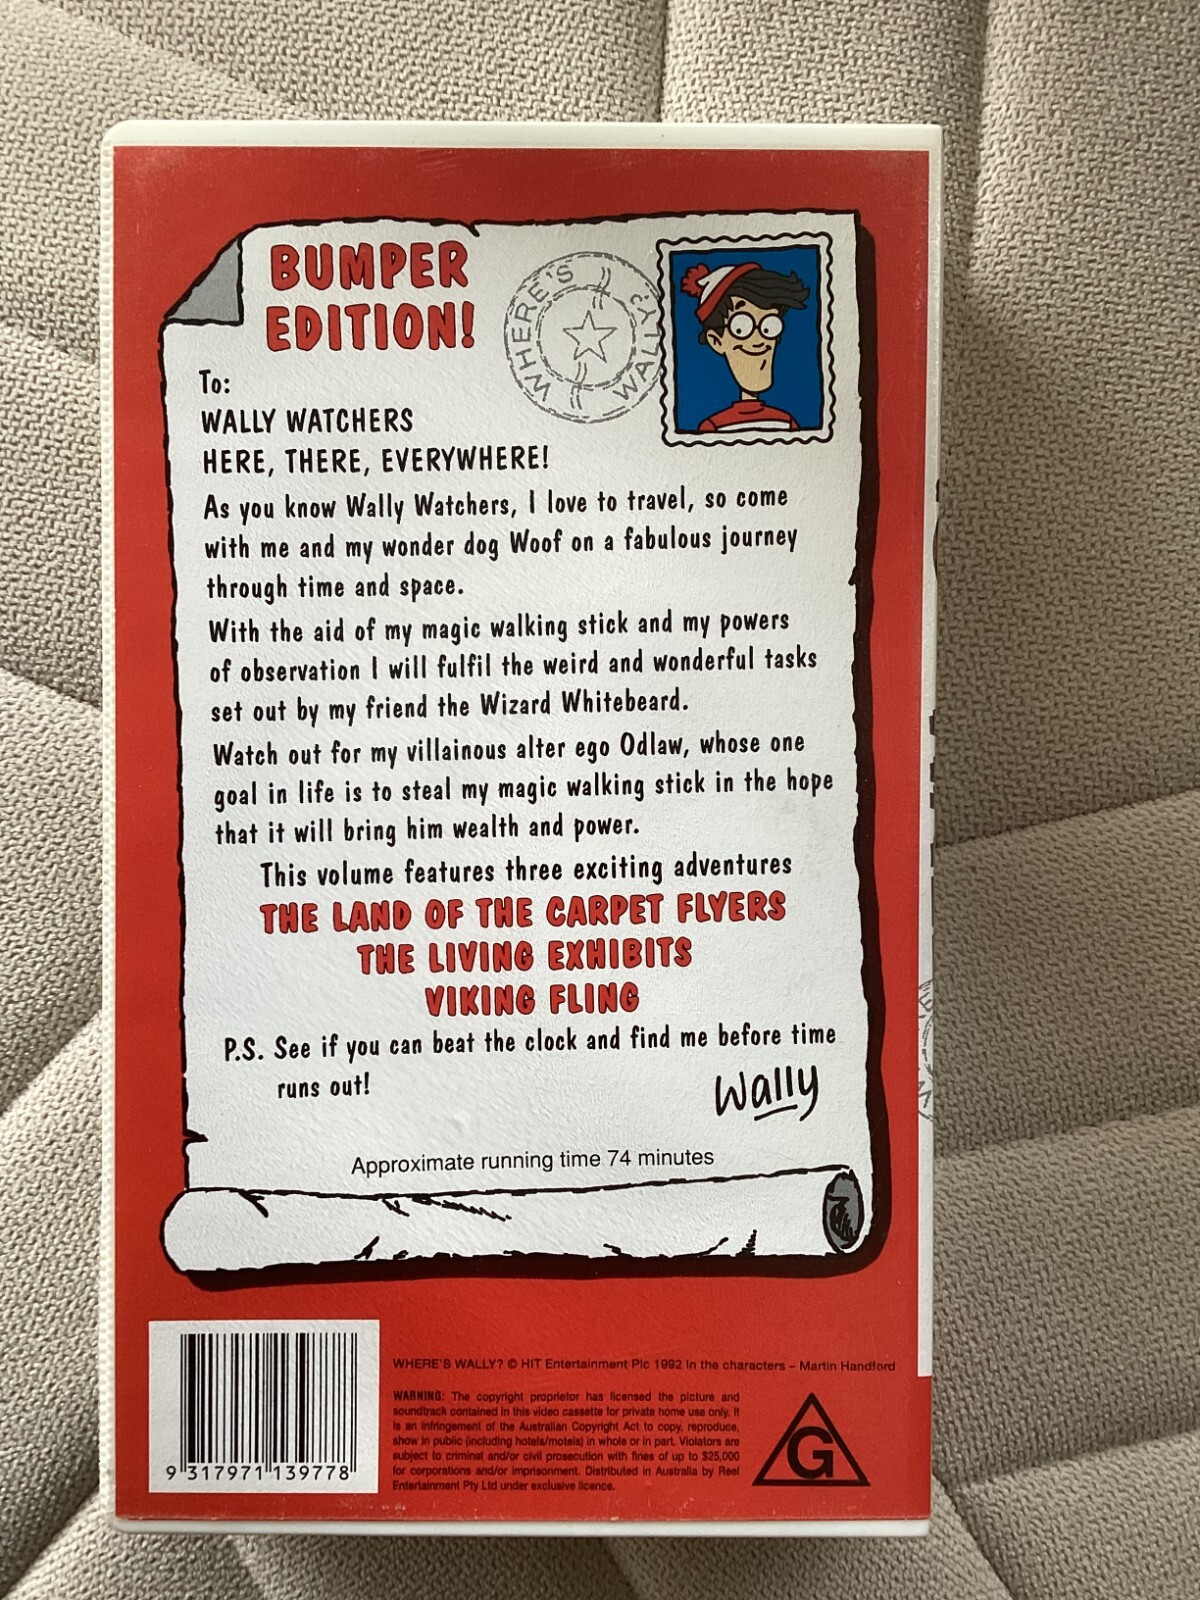 BUMPER
EDITION!
WHERE'S
WALLY?
To:
WALLY WATCHERS
HERE, THERE, EVERYWHERE!
As you know Wally Watchers, I love to travel, so come
with me and my wonder dog Woof on a fabulous journey
through time and space.
With the aid of my magic walking stick and my powers
of observation I will fulfil the weird and wonderful tasks
set out by my friend the Wizard Whitebeard.
Watch out for my villainous alter ego Odlaw, whose one
goal in life is to steal my magic walking stick in the hope
that it will bring him wealth and power.
This volume features three exciting adventures
THE LAND OF THE CARPET FLYERS
THE LIVING EXHIBITS
VIKING FLING
P.S. See if you can beat the clock and find me before time
runs out!
Wally
Approximate running time 74 minutes
9 317971 139778
WHERE'S WALLY? © HIT Entertainment Plc 1992 In the characters – Martin Handford
WARNING: The copyright proprietor has licensed the picture and
soundtrack contained in this video cassette for private home use only. It
is an infringement of the Australian Copyright Act to copy, reproduce,
show in public (including hotels/motels) in whole or in part. Violators are
subject to criminal and/or civil prosecution with fines of up to $25,000
for corporations and/or imprisonment. Distributed in Australia by Reel
Entertainment Pty Ltd under exclusive licence.
G